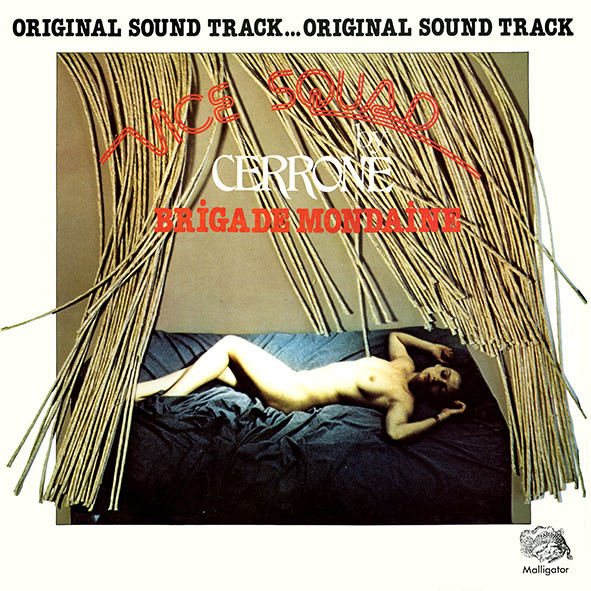 ORIGINAL SOUND TRACK...ORIGINAL SOUND TRACK
VICE SQUAD
by
CERRONE
BRIGADE MONDAINE
Malligator